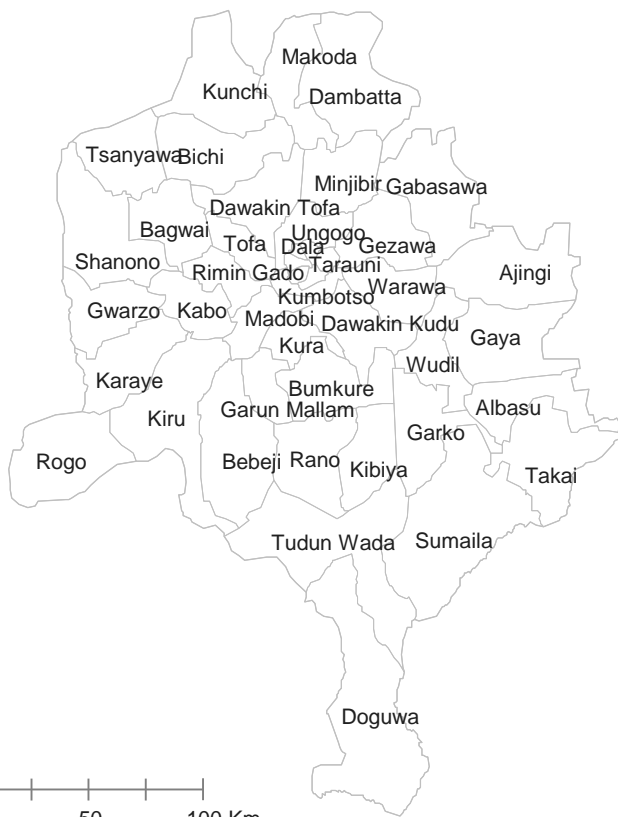 Makoda
Kunchi
Dambatta
Tsanyawa
Bichi
Minjibir
Gabasawa
Dawakin Tofa
Bagwai
Ungogo
Tofa
Dala
Gezawa
Shanono
Rimin Gado
Tarauni
Ajingi
Warawa
Kumbotso
Gwarzo
Kabo
Madobi
Dawakin Kudu
Gaya
Kura
Wudil
Karaye
Bumkure
Garun Mallam
Albasu
Kiru
Garko
Rogo
Bebeji
Rano
Kibiya
Takai
Tudun Wada
Sumaila
Doguwa
50
100 Km